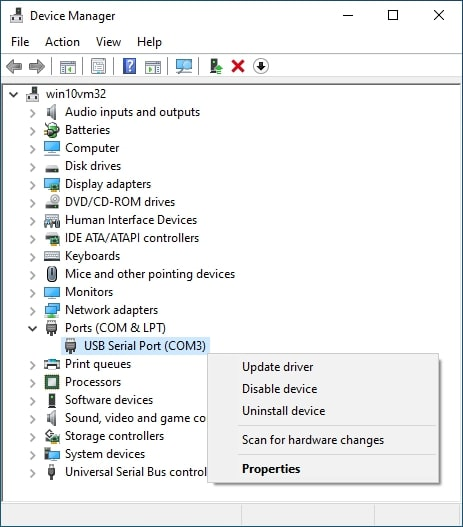 Device Manager
File Action View Help
win10vm32
Audio inputs and outputs
Batteries
Computer
Disk drives
Display adapters
DVD/CD-ROM drives
Human Interface Devices
IDE ATA/ATAPI controllers
Keyboards
Mice and other pointing devices
Monitors
Network adapters
Ports (COM & LPT)
USB Serial Port (COM3)
Print queues
Processors
Software devices
Sound, video and game co
Storage controllers
System devices
Universal Serial Bus control
Update driver
Disable device
Uninstall device
Scan for hardware changes
Properties